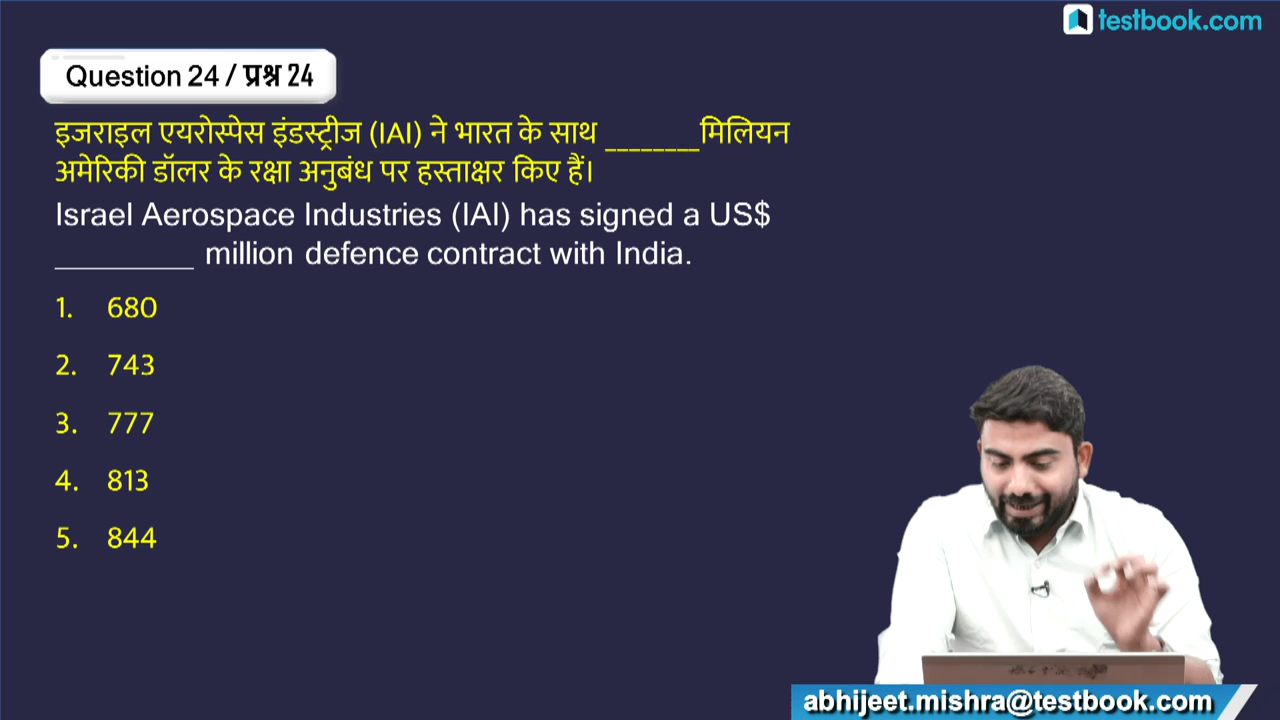 testbook.com
Question 24 / प्रश्न 24
इजराइल एयरोस्पेस इंडस्ट्रीज (IAI) ने भारत के साथ ________मिलियन
अमेरिकी डॉलर के रक्षा अनुबंध पर हस्ताक्षर किए हैं।
Israel Aerospace Industries (IAI) has signed a US$
________ million defence contract with India.
1. 680
2. 743
3. 777
4. 813
5. 844
abhijeet.mishra@testbook.com